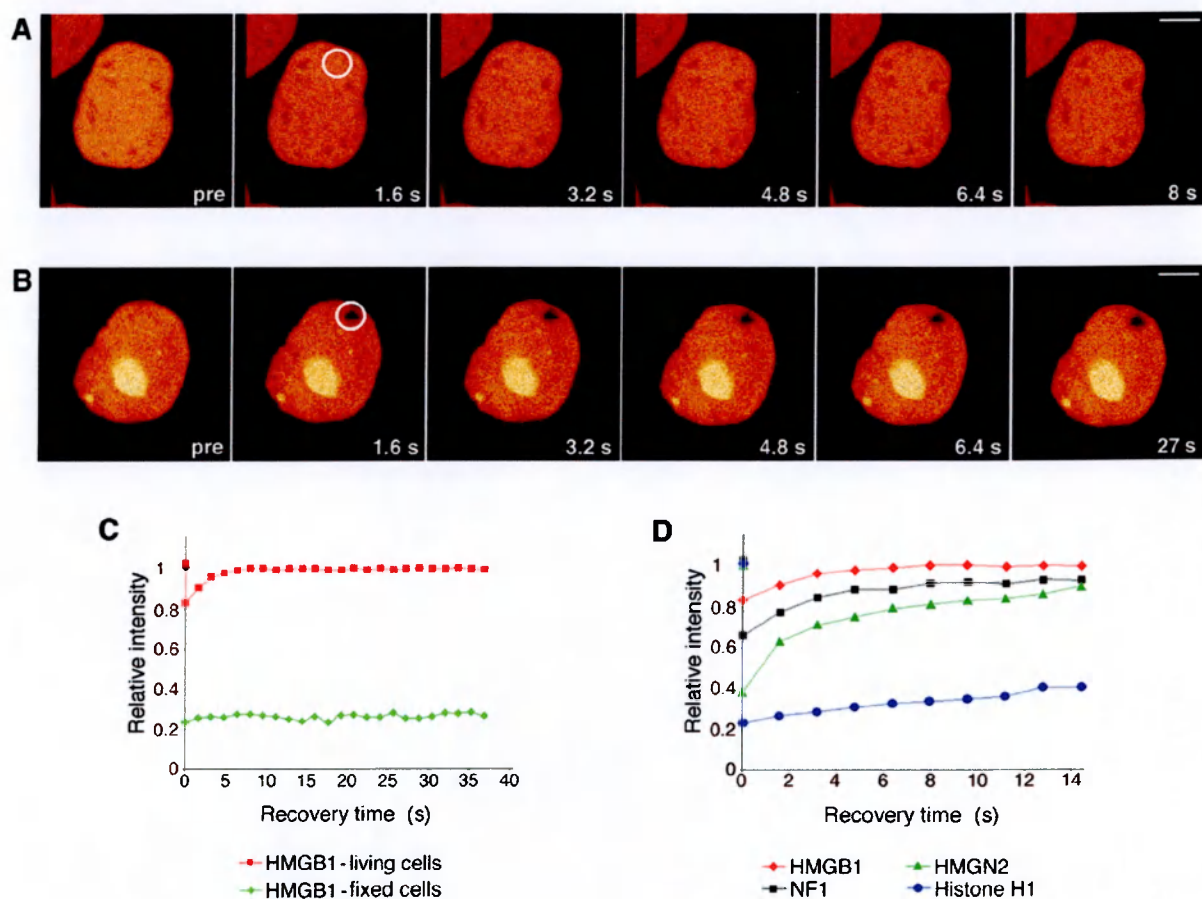 A
pre 1.6 s 3.2 s 4.8 s 6.4 s 8 s
B
pre 1.6 s 3.2 s 4.8 s 6.4 s 27 s
C
Relative intensity
1
0.8
0.6
0.4
0.2
0
0 5 10 15 20 25 30 35 40
Recovery time (s)
HMGB1-living cells
HMGB1-fixed cells
D
Relative intensity
1
0.8
0.6
0.4
0.2
0
0 2 4 6 8 10 12 14
Recovery time (s)
HMGB1 HMGN2
NF1 Histone H1